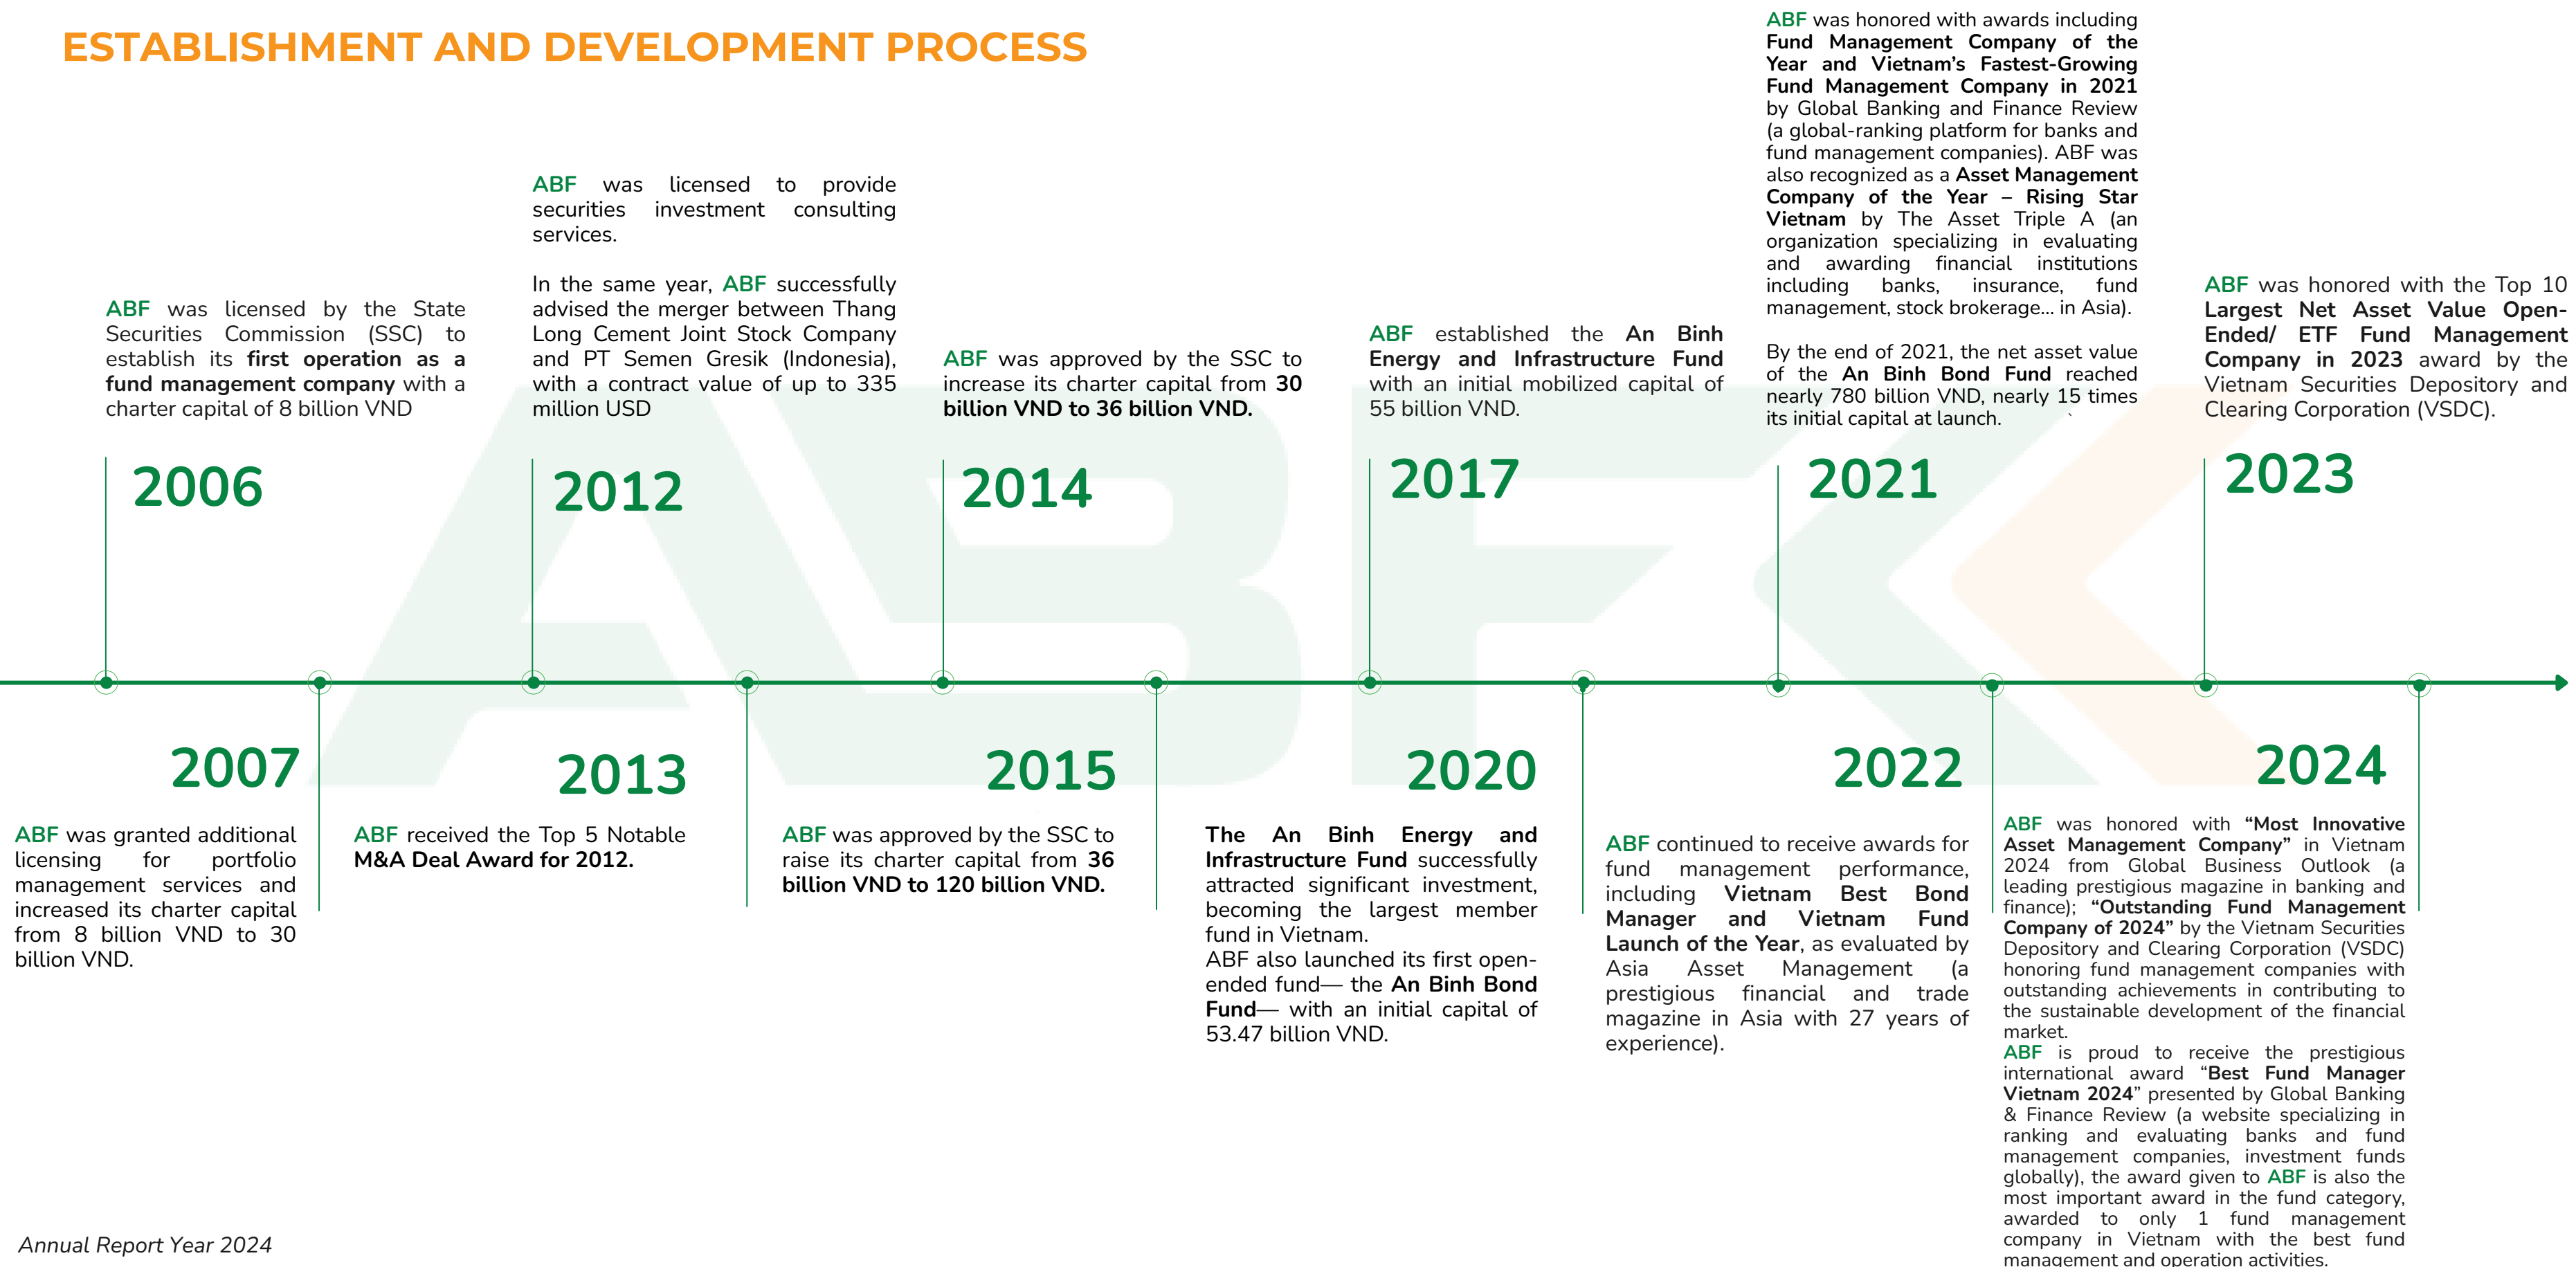 ESTABLISHMENT AND DEVELOPMENT PROCESS
ABF was licensed by the State
Securities Commission (SSC) to
establish its first operation as a
fund management company with a
charter capital of 8 billion VND
2006
ABF was licensed to provide
securities investment consulting
services.
In the same year, ABF successfully
advised the merger between Thang
Long Cement Joint Stock Company
and PT Semen Gresik (Indonesia),
with a contract value of up to 335
million USD
2012
ABF was approved by the SSC to
increase its charter capital from 30
billion VND to 36 billion VND.
2014
ABF established the An Binh
Energy and Infrastructure Fund
with an initial mobilized capital of
55 billion VND.
2017
ABF was honored with awards including
Fund Management Company of the
Year and Vietnam’s Fastest-Growing
Fund Management Company in 2021
by Global Banking and Finance Review
(a global-ranking platform for banks and
fund management companies). ABF was
also recognized as a Asset Management
Company of the Year – Rising Star
Vietnam by The Asset Triple A (an
organization specializing in evaluating
and awarding financial institutions
including banks, insurance, fund
management, stock brokerage... in Asia).
By the end of 2021, the net asset value
of the An Binh Bond Fund reached
nearly 780 billion VND, nearly 15 times
its initial capital at launch. `
2021
ABF was honored with the Top 10
Largest Net Asset Value Open-
Ended/ ETF Fund Management
Company in 2023 award by the
Vietnam Securities Depository and
Clearing Corporation (VSDC).
2023
ABF
2007
ABF was granted additional
licensing for portfolio
management services and
increased its charter capital
from 8 billion VND to 30
billion VND.
2013
ABF received the Top 5 Notable
M&A Deal Award for 2012.
2015
ABF was approved by the SSC to
raise its charter capital from 36
billion VND to 120 billion VND.
2020
The An Binh Energy and
Infrastructure Fund successfully
attracted significant investment,
becoming the largest member
fund in Vietnam.
ABF also launched its first open-
ended fund— the An Binh Bond
Fund— with an initial capital of
53.47 billion VND.
2022
ABF continued to receive awards for
fund management performance,
including Vietnam Best Bond
Manager and Vietnam Fund
Launch of the Year, as evaluated by
Asia Asset Management (a
prestigious financial and trade
magazine in Asia with 27 years of
experience).
2024
ABF was honored with “Most Innovative
Asset Management Company” in Vietnam
2024 from Global Business Outlook (a
leading prestigious magazine in banking and
finance); “Outstanding Fund Management
Company of 2024” by the Vietnam Securities
Depository and Clearing Corporation (VSDC)
honoring fund management companies with
outstanding achievements in contributing to
the sustainable development of the financial
market.
ABF is proud to receive the prestigious
international award “Best Fund Manager
Vietnam 2024” presented by Global Banking
& Finance Review (a website specializing in
ranking and evaluating banks and fund
management companies, investment funds
globally), the award given to ABF is also the
most important award in the fund category,
awarded to only 1 fund management
company in Vietnam with the best fund
management and operation activities.
Annual Report Year 2024